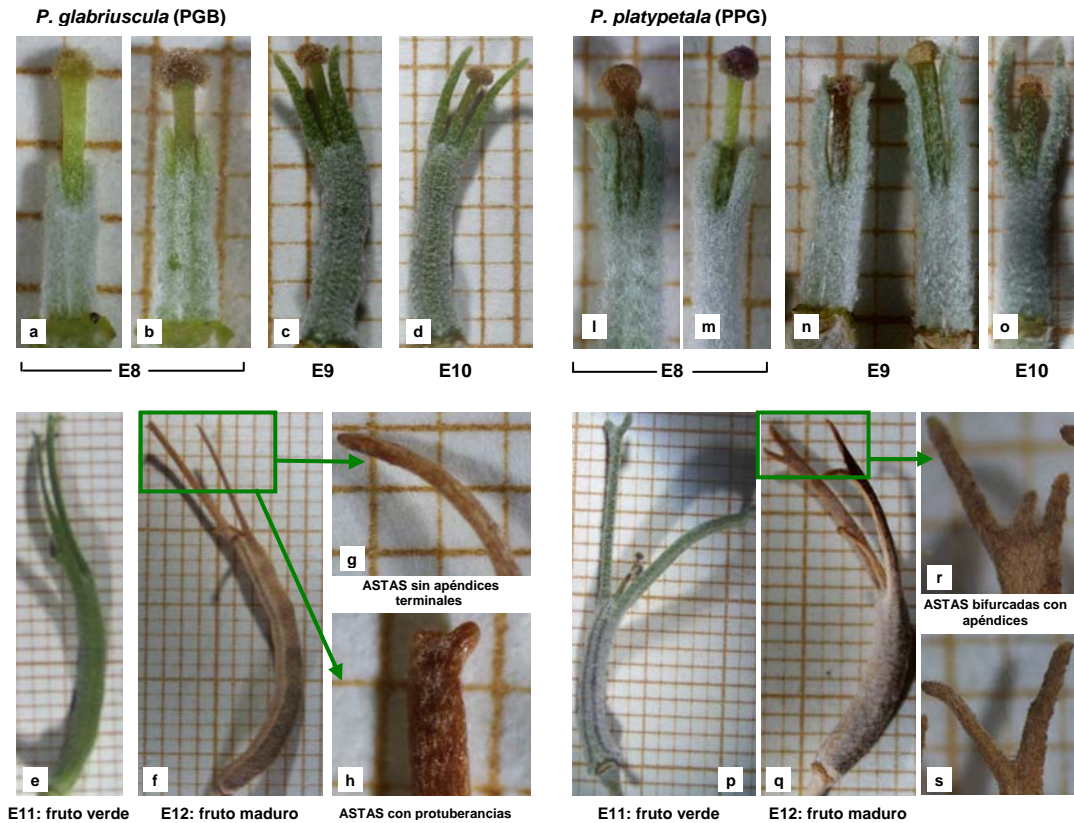 P. glabriuscula (PGB)
P. platypetala (PPG)
a
b
c
d
l
m
n
o
E8
E9
E10
E8
E9
E10
e
f
g
ASTAS sin apéndices
terminales
h
p
q
r
ASTAS bifurcadas con
apéndices
s
E11: fruto verde
E12: fruto maduro
ASTAS con protuberancias
E11: fruto verde
E12: fruto maduro